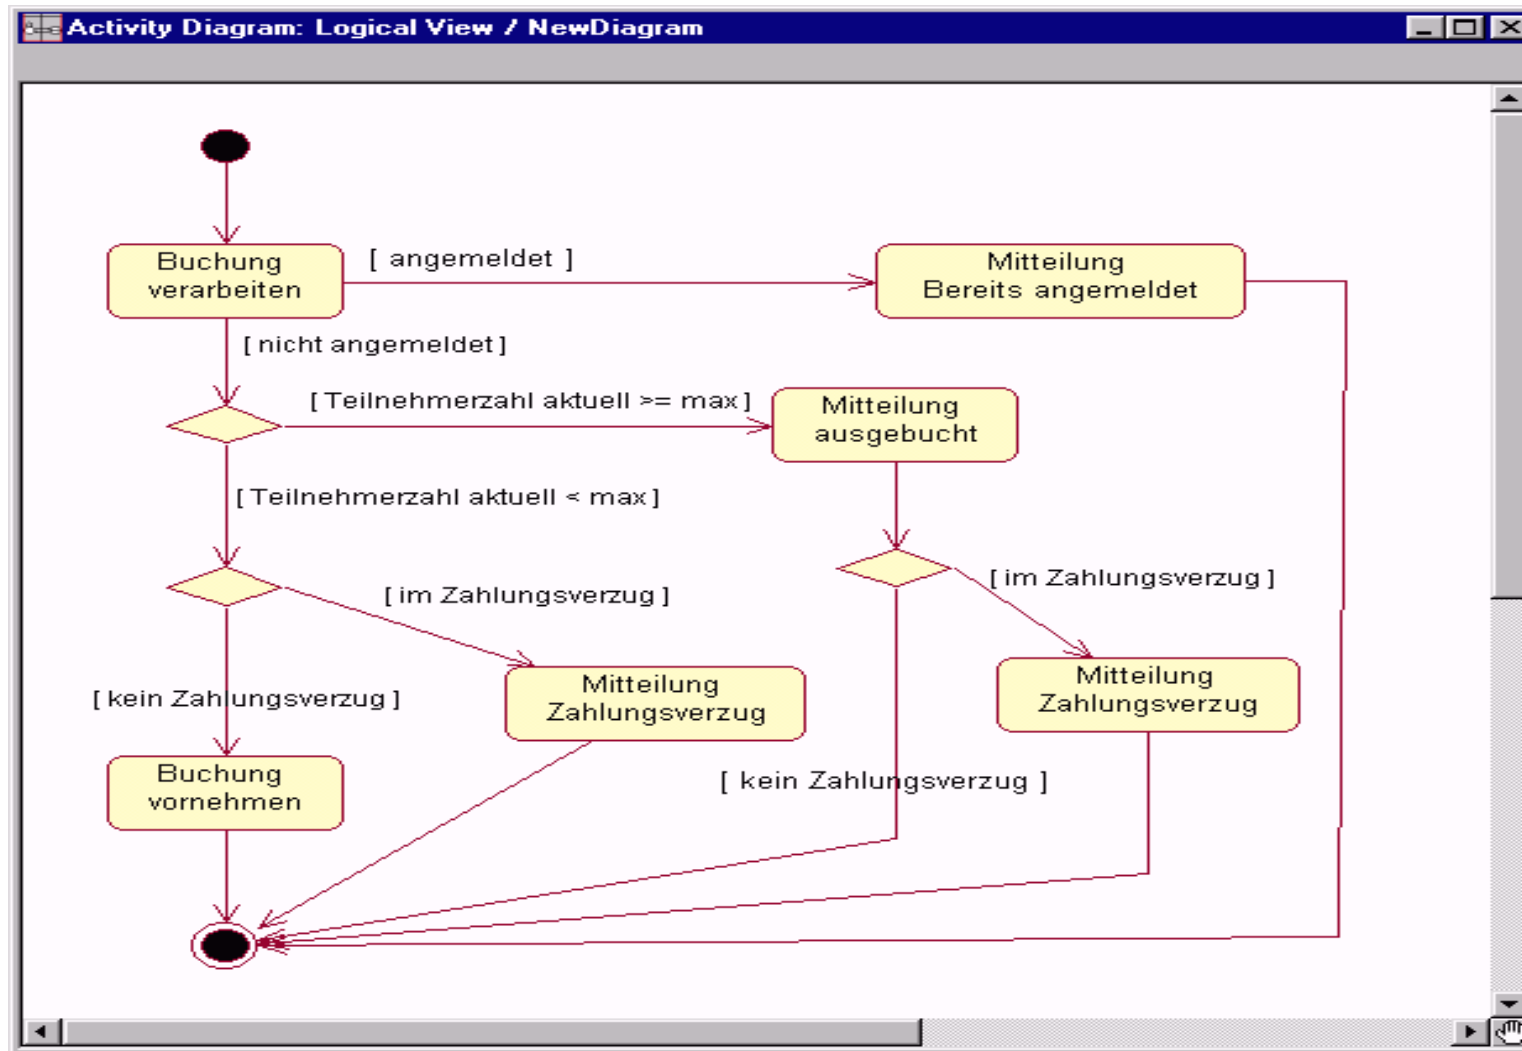 Activity Diagram: Logical View / NewDiagram
Buchung
verarbeiten
[ angemeldet ]
Mitteilung
Bereits angemeldet
[ nicht angemeldet ]
[ Teilnehmerzahl aktuell >= max ]
Mitteilung
ausgebucht
[ Teilnehmerzahl aktuell < max ]
[ im Zahlungsverzug ]
[ im Zahlungsverzug ]
[ kein Zahlungsverzug ]
Mitteilung
Zahlungsverzug
Mitteilung
Zahlungsverzug
Buchung
vornehmen
[ kein Zahlungsverzug ]